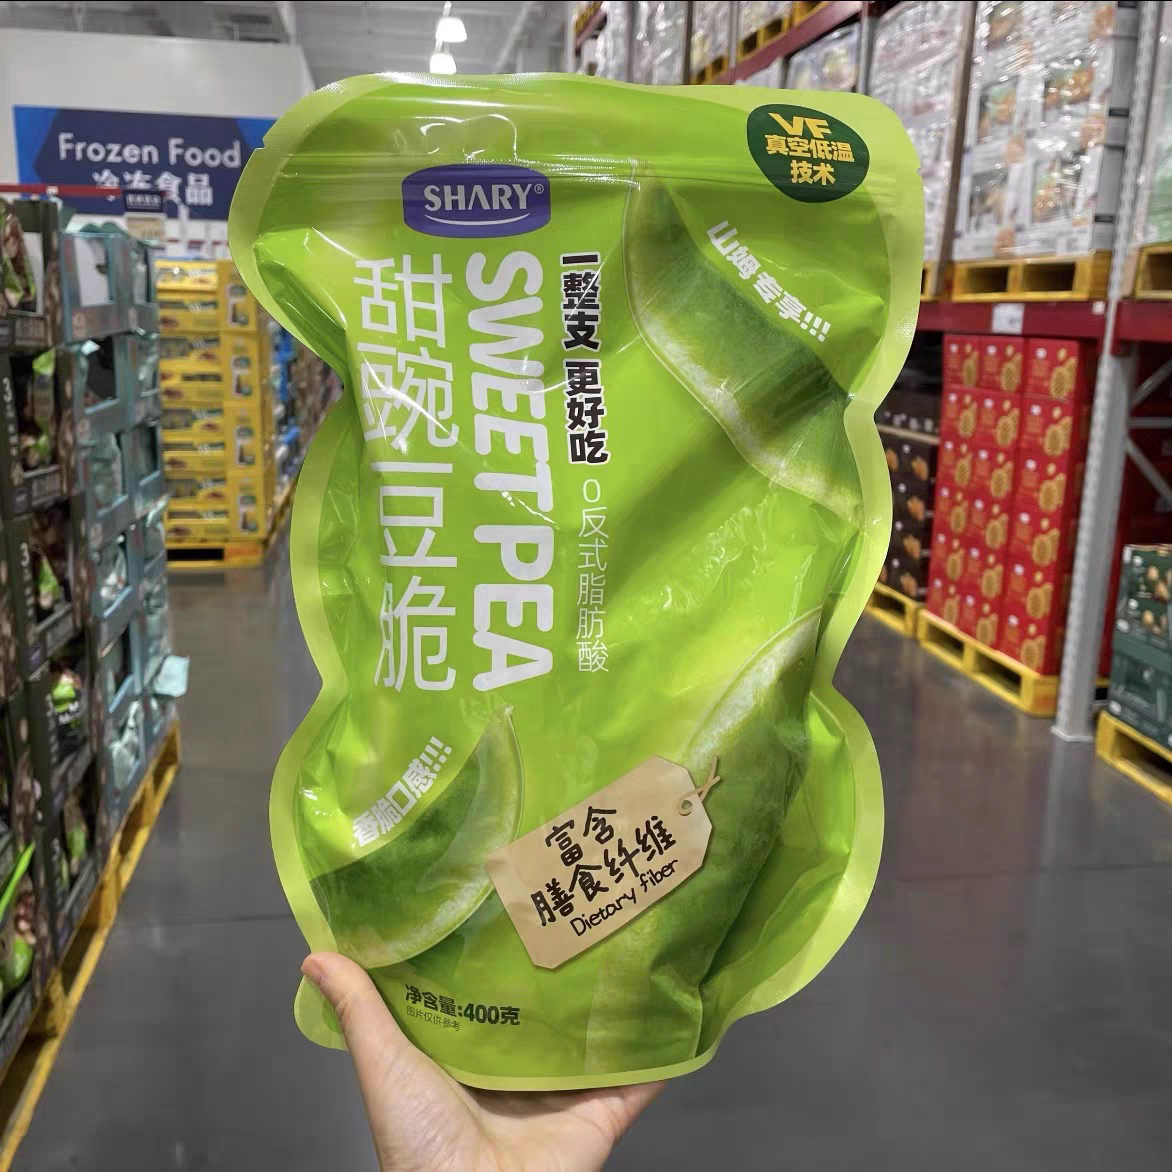 Frozen Food
冷冻食品
VF
真空低温
技术
SHARY®
山姆专享!!!
甜豌豆脆
SWEET PEA
一整支 更好吃
0反式脂肪酸
香脆口感!!!
富含
膳食纤维
Dietary fiber
净含量:400克
图片仅供参考